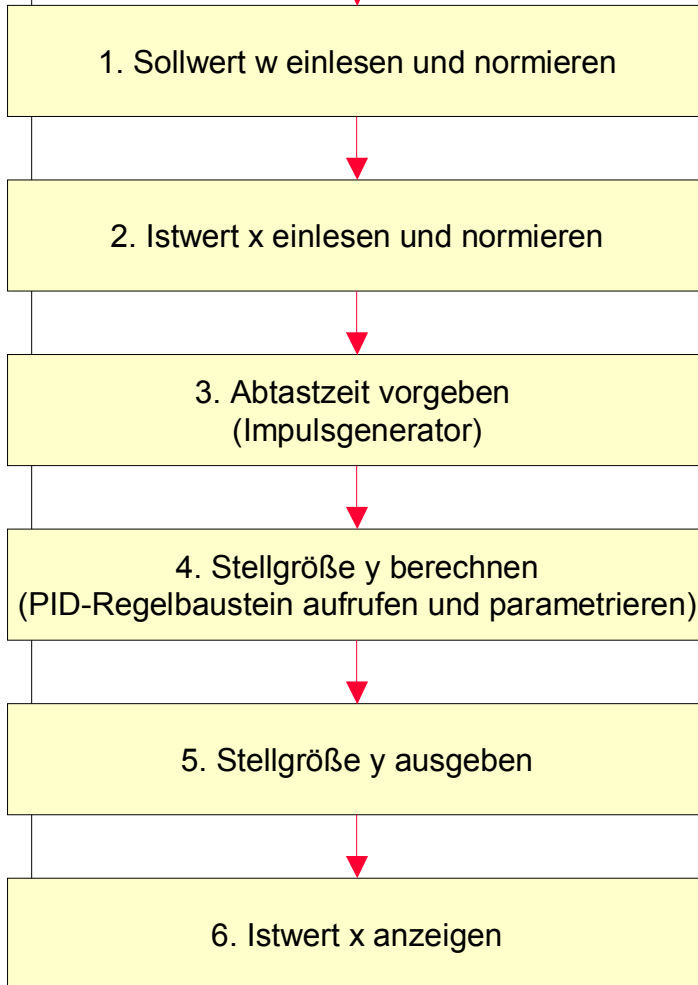 1. Sollwert w einlesen und normieren
2. Istwert x einlesen und normieren
3. Abtastzeit vorgeben
(Impulsgenerator)
4. Stellgröße y berechnen
(PID-Regelbaustein aufrufen und parametrieren)
5. Stellgröße y ausgeben
6. Istwert x anzeigen